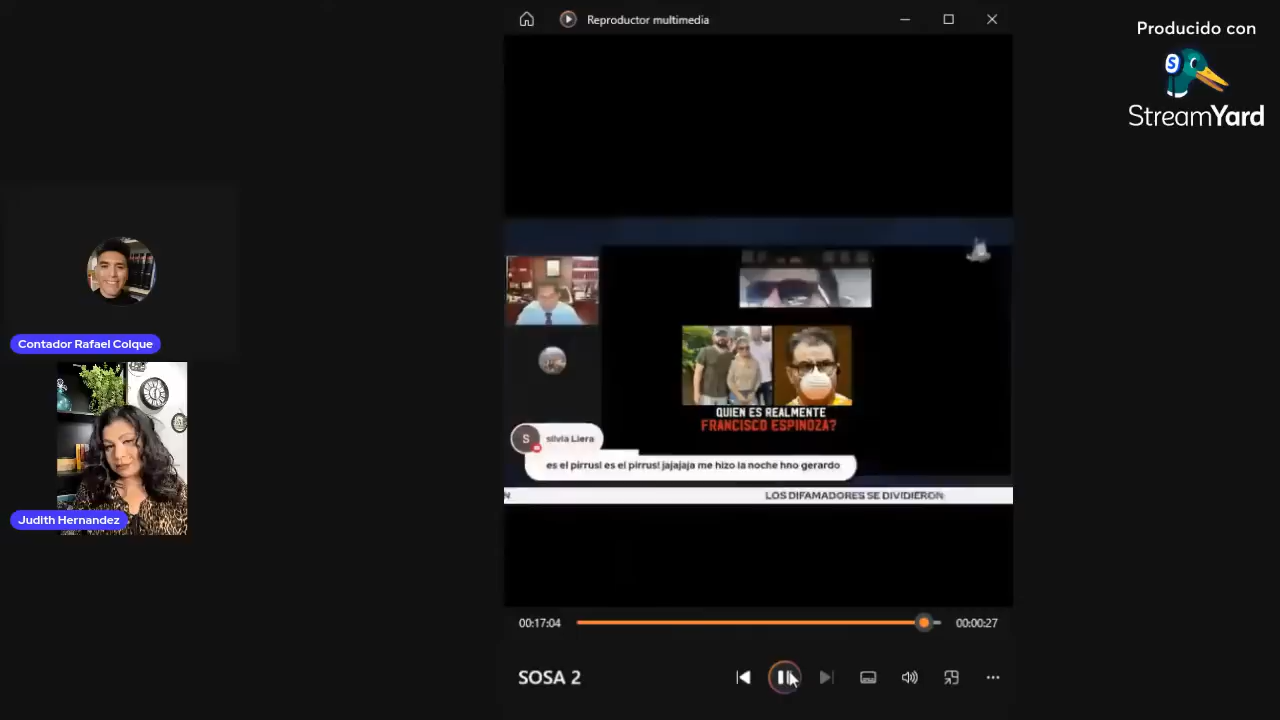 Reproductor multimedia
Producido con
StreamYard
Contador Rafael Colque
Judith Hernandez
QUIEN ES REALMENTE
FRANCISCO ESPINOZA?
S
silvia Liera
es el pirrus! es el pirrus! jajajaja me hizo la noche hno gerardo
N
LOS DIFAMADORES SE DIVIDIERON
00:17:04
00:00:27
SOSA 2